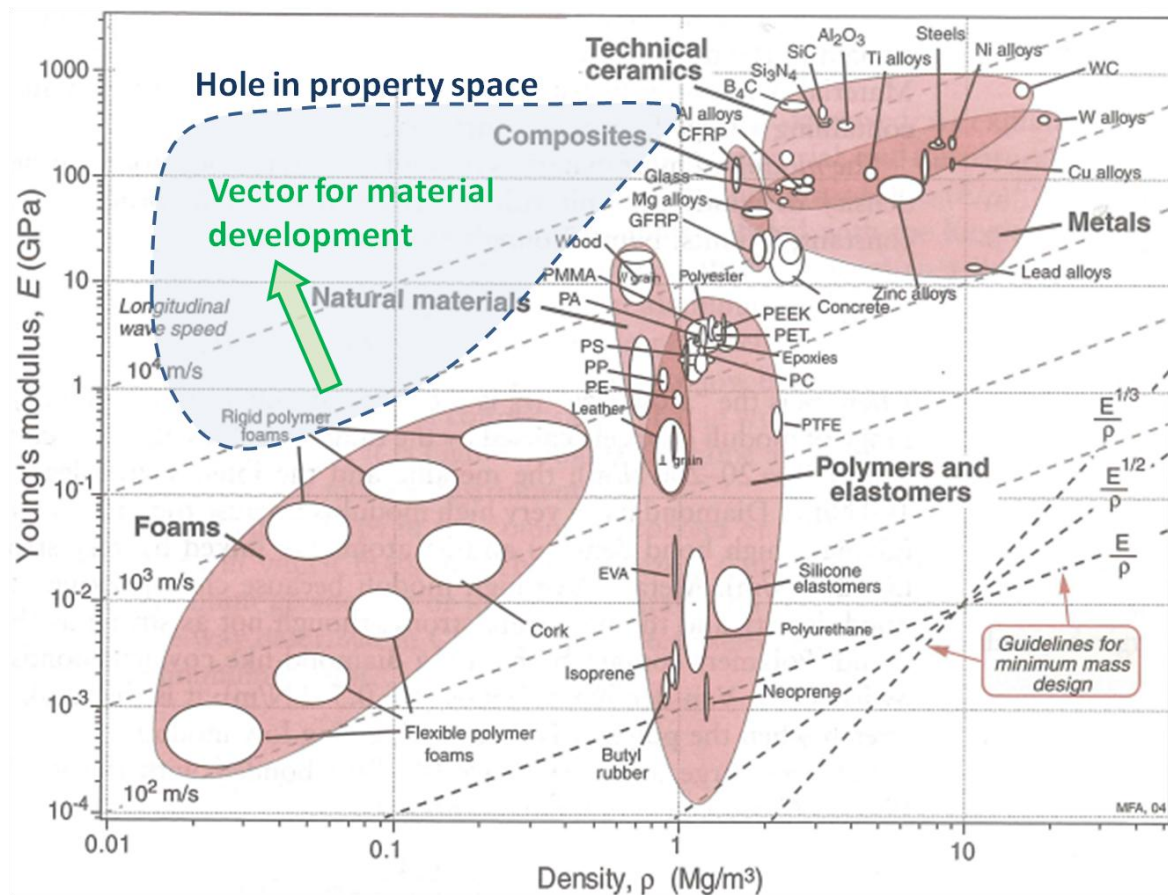 1000
100
10
1
10⁻¹
10⁻²
10⁻³
10⁻⁴
Young's modulus, E (GPa)
0.01
0.1
1
10
Density, ρ (Mg/m³)
Hole in property space
Vector for material
development
Longitudinal
wave speed
10⁴ m/s
10³ m/s
10² m/s
Technical
ceramics
Composites
Natural materials
Metals
Polymers and
elastomers
Foams
Al₂O₃
SiC
Si₃N₄
B₄C
Steels
Ti alloys
Ni alloys
WC
W alloys
Cu alloys
Al alloys
CFRP
Glass
Mg alloys
GFRP
Lead alloys
Zinc alloys
Concrete
Wood
// grain
PMMA
Polyester
PA
PEEK
PS
PET
PP
Epoxies
PE
PC
Leather
⊥ grain
PTFE
Rigid polymer
foams
EVA
Silicone
elastomers
Cork
Polyurethane
Isoprene
Neoprene
Butyl
rubber
Flexible polymer
foams
E^1/3
ρ
E^1/2
ρ
E
ρ
Guidelines for
minimum mass
design
MFA, 04